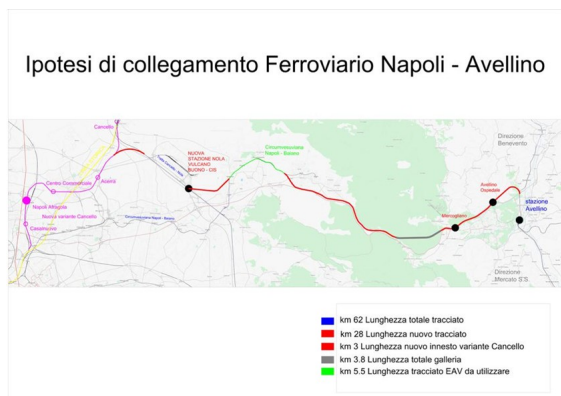 Ipotesi di collegamento Ferroviario Napoli - Avellino
Cancello
NUOVA
STAZIONE NOLA
VULCANO
BUONO - CIS
Circumvesuviana
Napoli - Baiano
Direzione
Benevento
Centro Commerciale
Acerra
Napoli Afragola
Nuova variante Cancello
Casalnuovo
Circumvesuviana Napoli - Baiano
Avellino
Ospedale
stazione
Avellino
Mercogliano
Direzione
Mercato S.S.
km 62 Lunghezza totale tracciato
km 28 Lunghezza nuovo tracciato
km 3 Lunghezza nuovo innesto variante Cancello
km 3.8 Lunghezza totale galleria
km 5.5 Lunghezza tracciato EAV da utilizzare